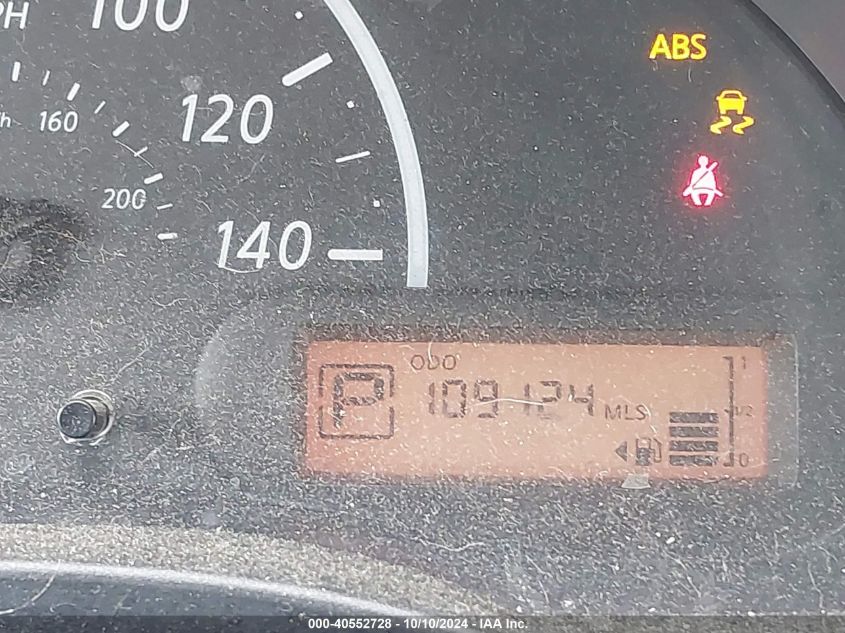 PH 100
ABS
120
h 160
200
140
ODO
P 109124 MLS
1
1/2
0
000-40552728 - 10/10/2024 - IAA Inc.